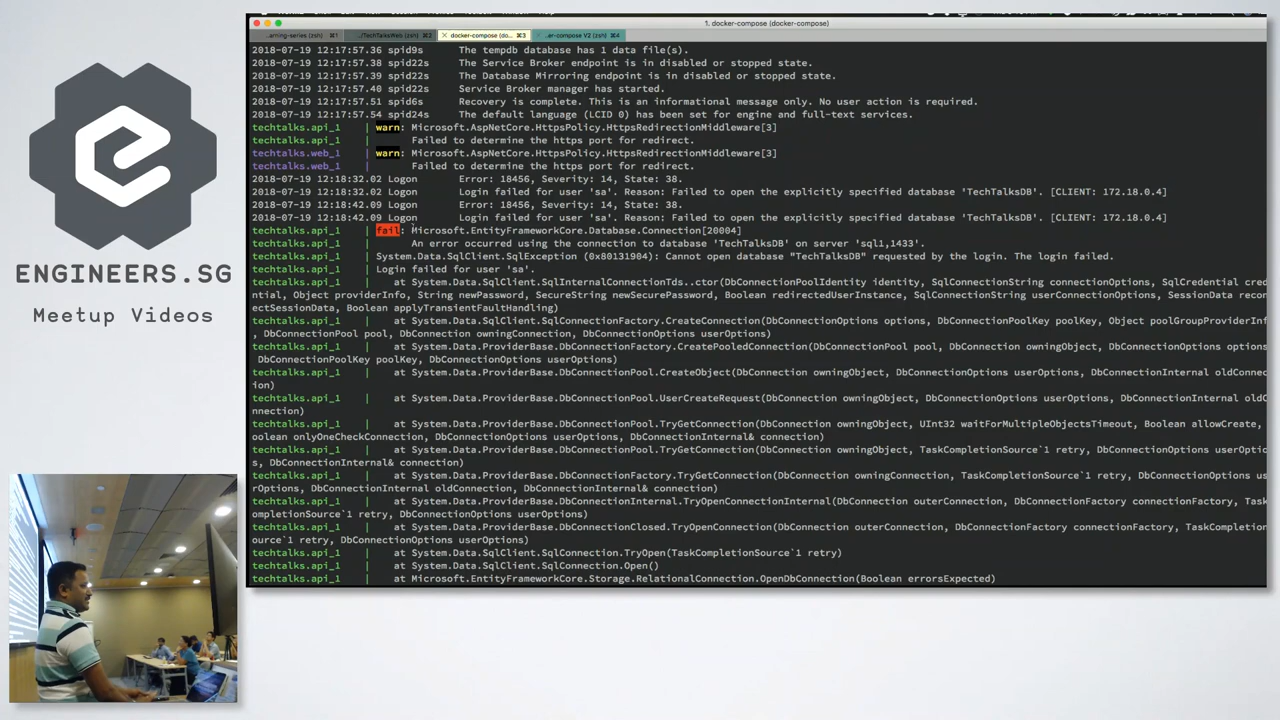 1. docker-compose (docker-compose)
..arning-series (zsh) ⌘1
../TechTalksWeb (zsh) ⌘2
docker-compose (do... ⌘3
..er-compose V2 (zsh) ⌘4
2018-07-19 12:17:57.36 spid9s The tempdb database has 1 data file(s).
2018-07-19 12:17:57.38 spid22s The Service Broker endpoint is in disabled or stopped state.
2018-07-19 12:17:57.39 spid22s The Database Mirroring endpoint is in disabled or stopped state.
2018-07-19 12:17:57.40 spid22s Service Broker manager has started.
2018-07-19 12:17:57.51 spid6s Recovery is complete. This is an informational message only. No user action is required.
2018-07-19 12:17:57.54 spid24s The default language (LCID 0) has been set for engine and full-text services.
techtalks.api_1 | warn: Microsoft.AspNetCore.HttpsPolicy.HttpsRedirectionMiddleware[3]
techtalks.api_1 | Failed to determine the https port for redirect.
techtalks.web_1 | warn: Microsoft.AspNetCore.HttpsPolicy.HttpsRedirectionMiddleware[3]
techtalks.web_1 | Failed to determine the https port for redirect.
2018-07-19 12:18:32.02 Logon Error: 18456, Severity: 14, State: 38.
2018-07-19 12:18:32.02 Logon Login failed for user 'sa'. Reason: Failed to open the explicitly specified database 'TechTalksDB'. [CLIENT: 172.18.0.4]
2018-07-19 12:18:42.09 Logon Error: 18456, Severity: 14, State: 38.
2018-07-19 12:18:42.09 Logon Login failed for user 'sa'. Reason: Failed to open the explicitly specified database 'TechTalksDB'. [CLIENT: 172.18.0.4]
techtalks.api_1 | fail: Microsoft.EntityFrameworkCore.Database.Connection[20004]
techtalks.api_1 | An error occurred using the connection to database 'TechTalksDB' on server 'sql1,1433'.
techtalks.api_1 | System.Data.SqlClient.SqlException (0x80131904): Cannot open database "TechTalksDB" requested by the login. The login failed.
techtalks.api_1 | Login failed for user 'sa'.
techtalks.api_1 | at System.Data.SqlClient.SqlInternalConnectionTds..ctor(DbConnectionPoolIdentity identity, SqlConnectionString connectionOptions, SqlCredential crede
ntial, Object providerInfo, String newPassword, SecureString newSecurePassword, Boolean redirectedUserInstance, SqlConnectionString userConnectionOptions, SessionData recon
ectSessionData, Boolean applyTransientFaultHandling)
techtalks.api_1 | at System.Data.SqlClient.SqlConnectionFactory.CreateConnection(DbConnectionOptions options, DbConnectionPoolKey poolKey, Object poolGroupProviderInf
, DbConnectionPool pool, DbConnection owningConnection, DbConnectionOptions userOptions)
techtalks.api_1 | at System.Data.ProviderBase.DbConnectionFactory.CreatePooledConnection(DbConnectionPool pool, DbConnection owningObject, DbConnectionOptions options
DbConnectionPoolKey poolKey, DbConnectionOptions userOptions)
techtalks.api_1 | at System.Data.ProviderBase.DbConnectionPool.CreateObject(DbConnection owningObject, DbConnectionOptions userOptions, DbConnectionInternal oldConnec
ion)
techtalks.api_1 | at System.Data.ProviderBase.DbConnectionPool.UserCreateRequest(DbConnection owningObject, DbConnectionOptions userOptions, DbConnectionInternal oldC
nnection)
techtalks.api_1 | at System.Data.ProviderBase.DbConnectionPool.TryGetConnection(DbConnection owningObject, UInt32 waitForMultipleObjectsTimeout, Boolean allowCreate,
oolean onlyOneCheckConnection, DbConnectionOptions userOptions, DbConnectionInternal& connection)
techtalks.api_1 | at System.Data.ProviderBase.DbConnectionPool.TryGetConnection(DbConnection owningObject, TaskCompletionSource`1 retry, DbConnectionOptions userOptio
s, DbConnectionInternal& connection)
techtalks.api_1 | at System.Data.ProviderBase.DbConnectionFactory.TryGetConnection(DbConnection owningConnection, TaskCompletionSource`1 retry, DbConnectionOptions us
rOptions, DbConnectionInternal oldConnection, DbConnectionInternal& connection)
techtalks.api_1 | at System.Data.ProviderBase.DbConnectionInternal.TryOpenConnectionInternal(DbConnection outerConnection, DbConnectionFactory connectionFactory, Task
ompletionSource`1 retry, DbConnectionOptions userOptions)
techtalks.api_1 | at System.Data.ProviderBase.DbConnectionClosed.TryOpenConnection(DbConnection outerConnection, DbConnectionFactory connectionFactory, TaskCompletion
ource`1 retry, DbConnectionOptions userOptions)
techtalks.api_1 | at System.Data.SqlClient.SqlConnection.TryOpen(TaskCompletionSource`1 retry)
techtalks.api_1 | at System.Data.SqlClient.SqlConnection.Open()
techtalks.api_1 | at Microsoft.EntityFrameworkCore.Storage.RelationalConnection.OpenDbConnection(Boolean errorsExpected)
ENGINEERS.SG
Meetup Videos